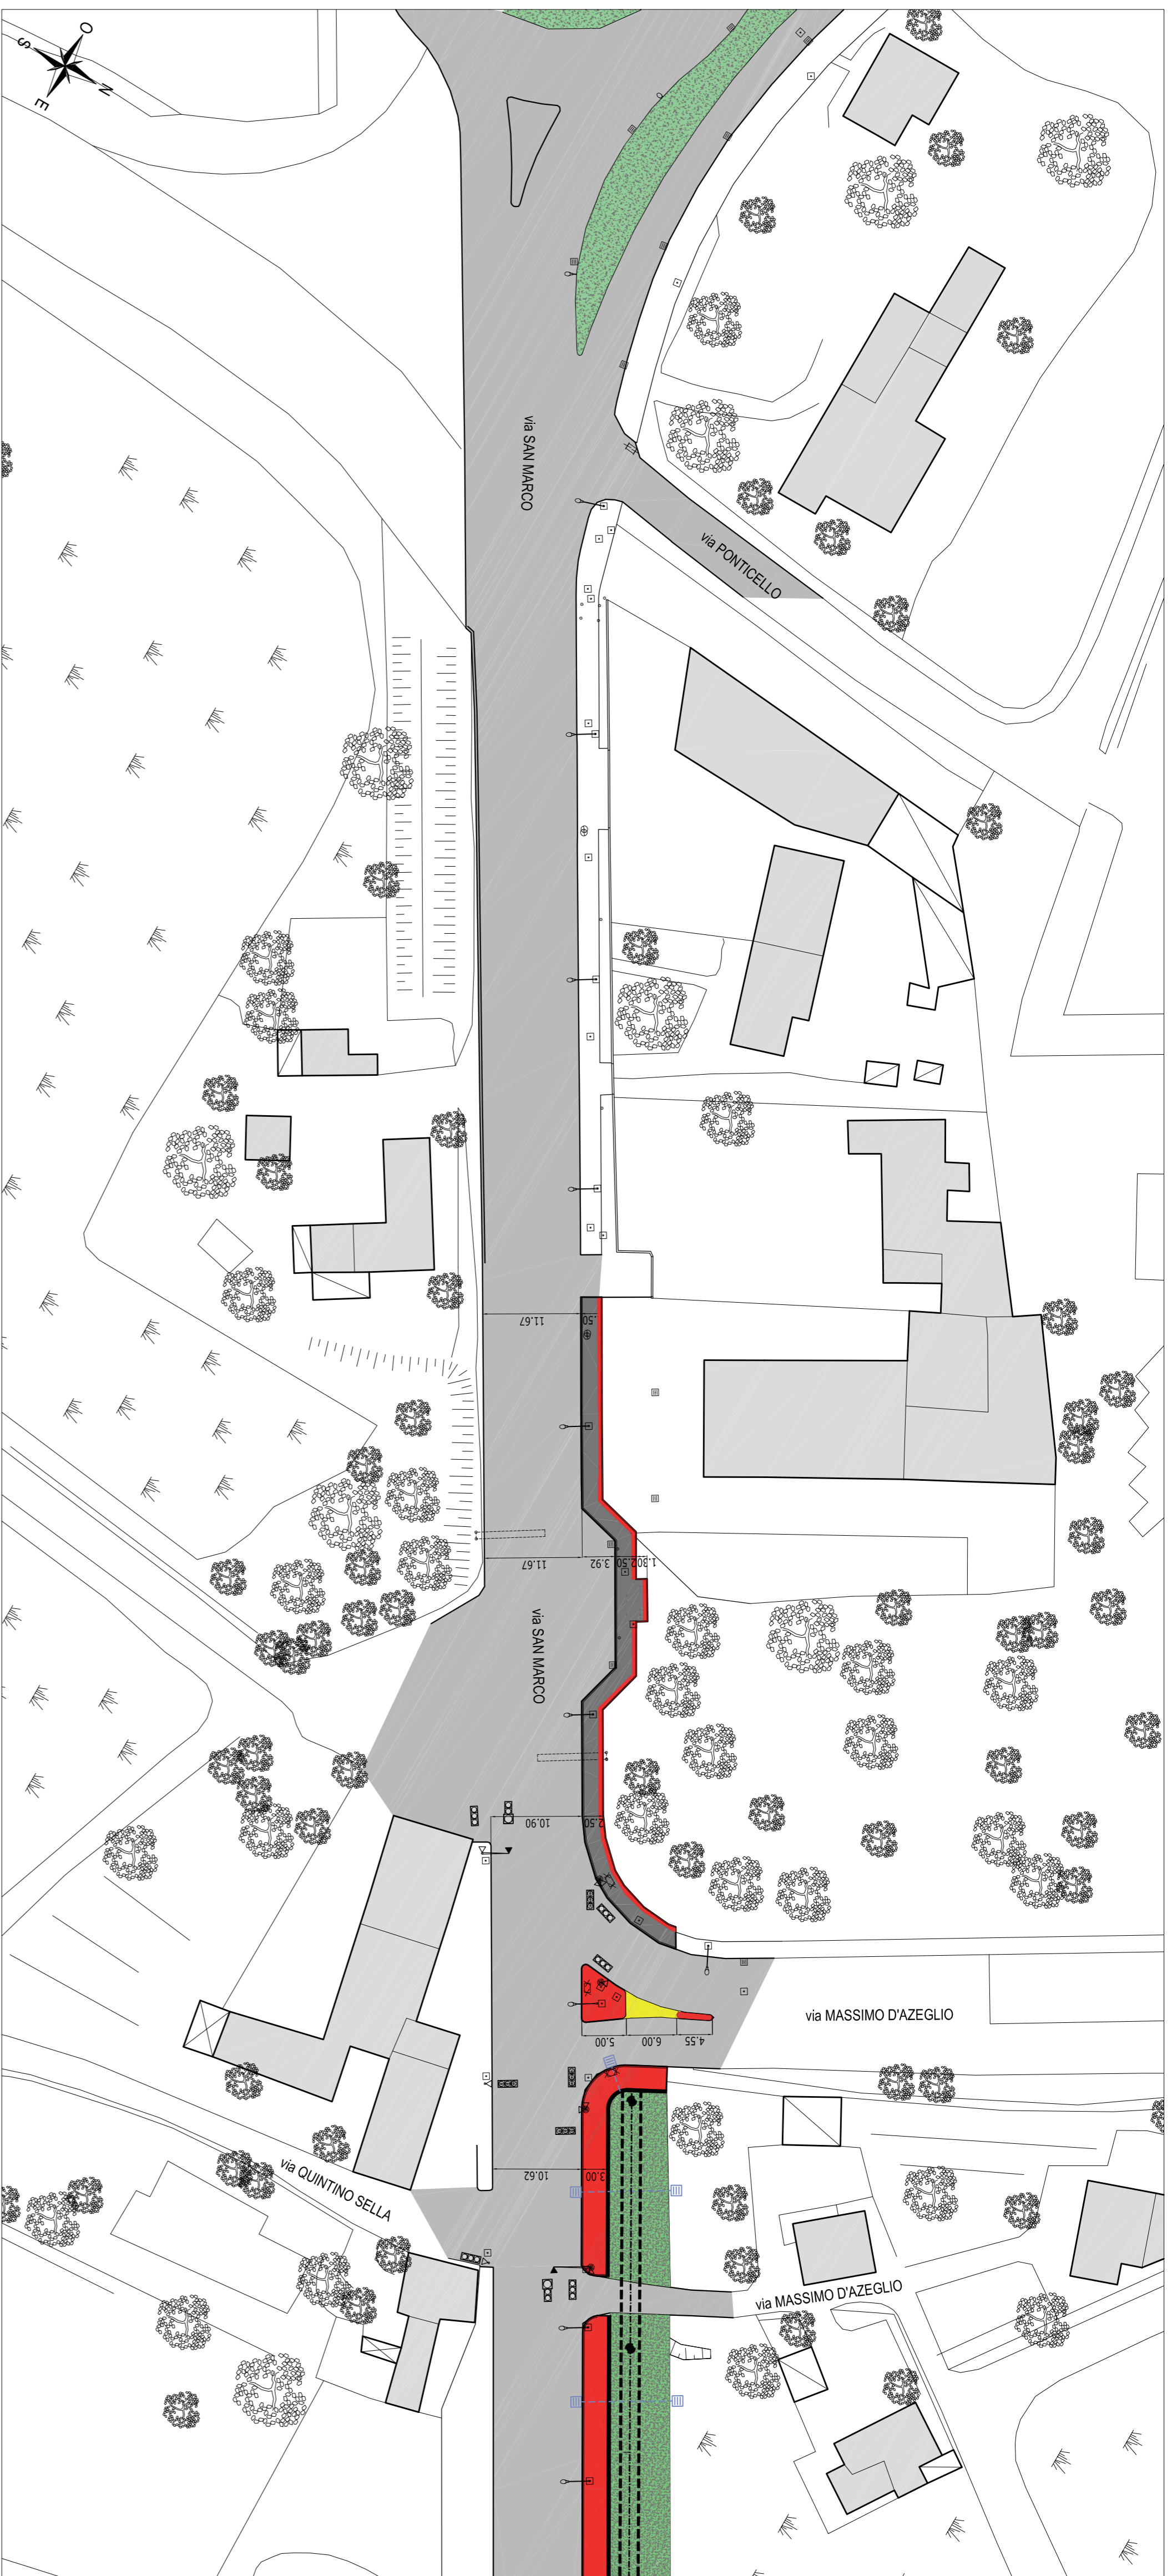 O
S
N
E
via SAN MARCO
via PONTICELLO
11.67
.50
11.67
3.92
2.50
1.30
via SAN MARCO
10.90
2.50
via MASSIMO D'AZEGLIO
5.00
6.00
4.55
10.62
3.00
via QUINTINO SELLA
via MASSIMO D'AZEGLIO